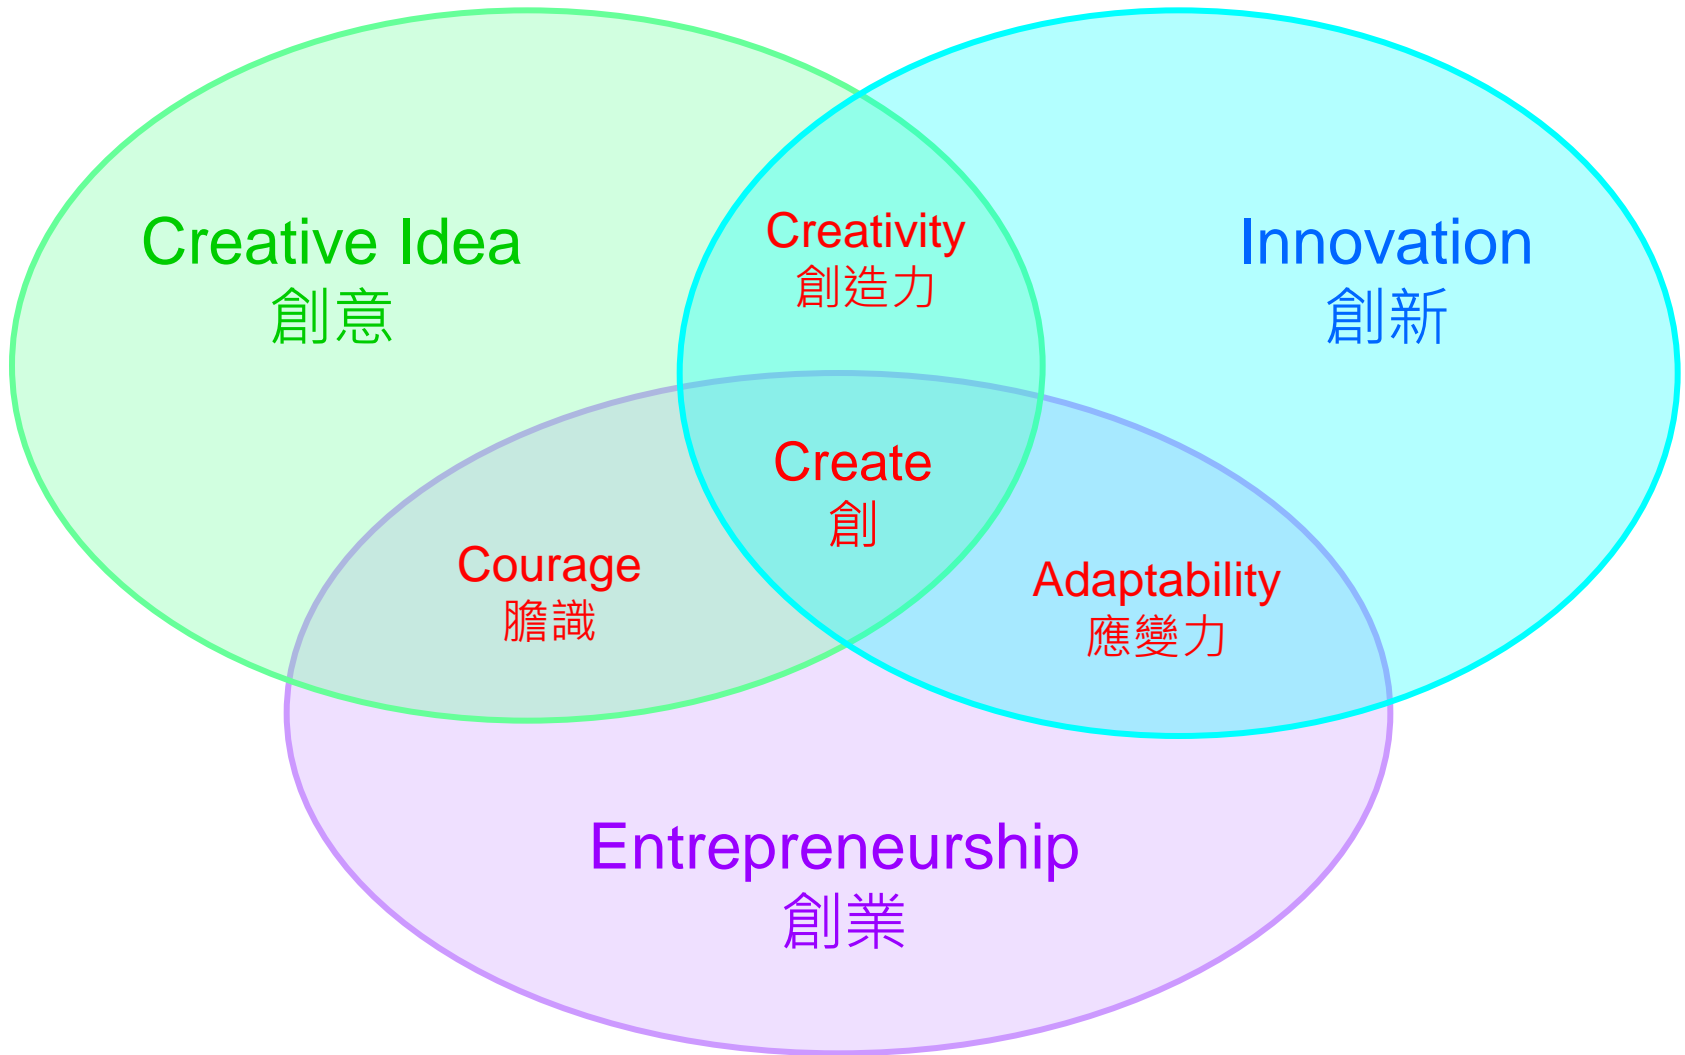 Creative Idea
創意
Creativity
創造力
Innovation
創新
Create
創
Courage
膽識
Adaptability
應變力
Entrepreneurship
創業